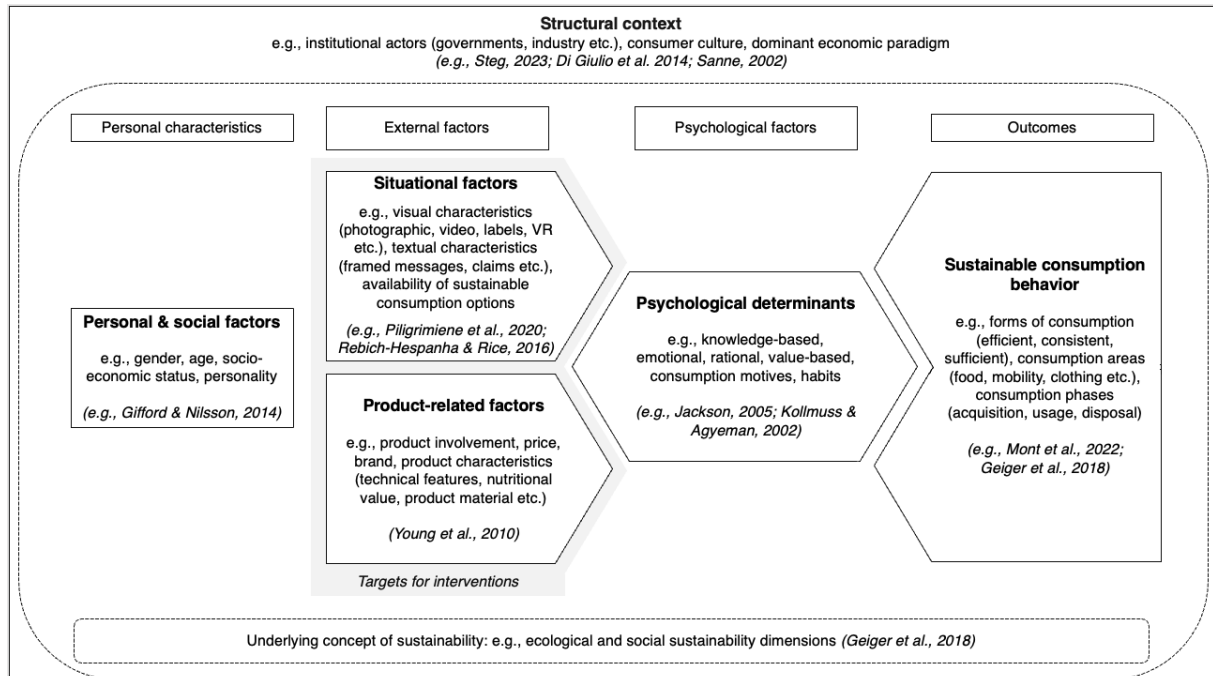 Structural context
e.g., institutional actors (governments, industry etc.), consumer culture, dominant economic paradigm
(e.g., Steg, 2023; Di Giulio et al. 2014; Sanne, 2002)
Personal characteristics
External factors
Psychological factors
Outcomes
Personal & social factors
e.g., gender, age, socio-
economic status, personality
(e.g., Gifford & Nilsson, 2014)
Situational factors
e.g., visual characteristics
(photographic, video, labels, VR
etc.), textual characteristics
(framed messages, claims etc.),
availability of sustainable
consumption options
(e.g., Piligrimiene et al., 2020;
Rebich-Hespanha & Rice, 2016)
Product-related factors
e.g., product involvement, price,
brand, product characteristics
(technical features, nutritional
value, product material etc.)
(Young et al., 2010)
Targets for interventions
Psychological determinants
e.g., knowledge-based,
emotional, rational, value-based,
consumption motives, habits
(e.g., Jackson, 2005; Kollmuss &
Agyeman, 2002)
Sustainable consumption
behavior
e.g., forms of consumption
(efficient, consistent,
sufficient), consumption areas
(food, mobility, clothing etc.),
consumption phases
(acquisition, usage, disposal)
(e.g., Mont et al., 2022;
Geiger et al., 2018)
Underlying concept of sustainability: e.g., ecological and social sustainability dimensions (Geiger et al., 2018)